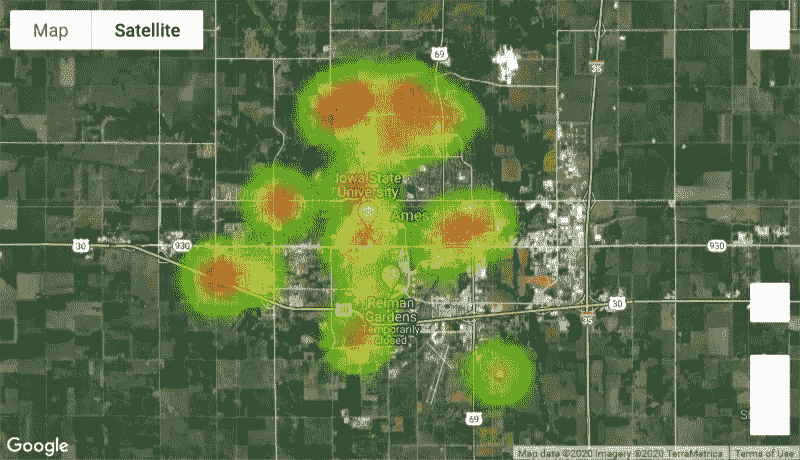 Map Satellite
69
35
Iowa State
University
Ames
30 930 930
Reiman
Gardens
Temporarily
Closed
30
35
69
Google
Map data ©2020 Imagery ©2020 TerraMetrics Terms of Use